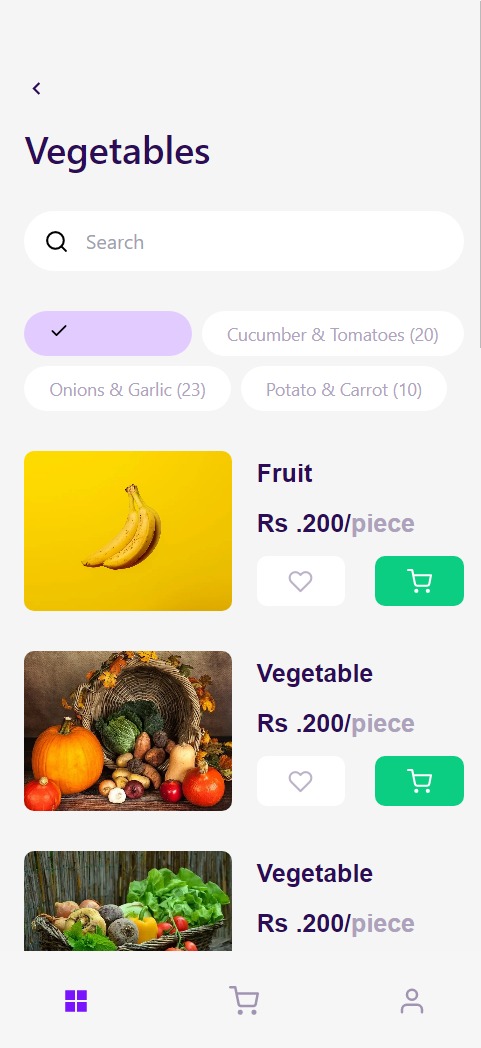 Vegetables
Search
Cucumber & Tomatoes (20)
Onions & Garlic (23)
Potato & Carrot (10)
Fruit
Rs .200/piece
Vegetable
Rs .200/piece
Vegetable
Rs .200/piece